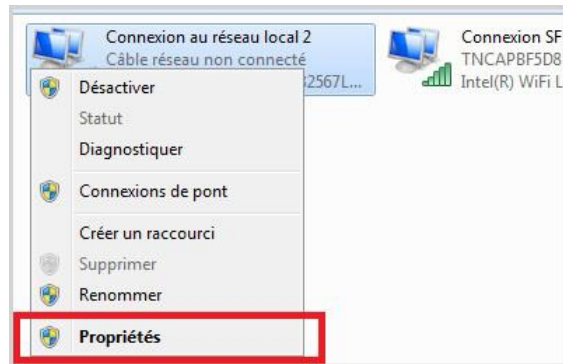 Connexion au réseau local 2
Câble réseau non connecté
2567L...
Connexion SF
TNCAPBF5D8
Intel(R) WiFi L
Désactiver
Statut
Diagnostiquer
Connexions de pont
Créer un raccourci
Supprimer
Renommer
Propriétés